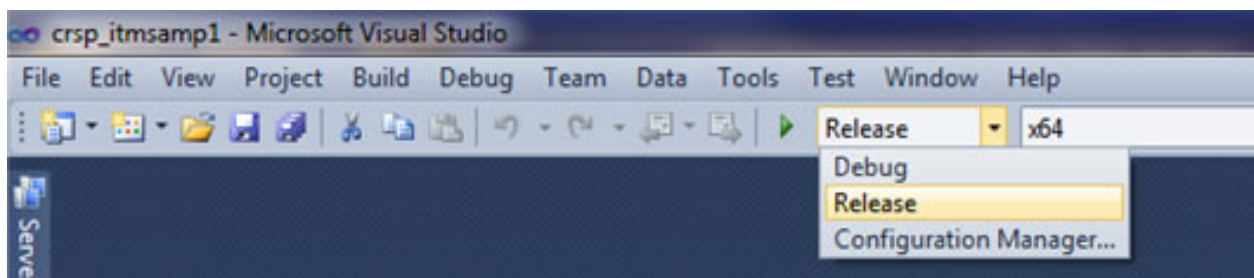 crsp_itmsamp1 - Microsoft Visual Studio
File Edit View Project Build Debug Team Data Tools Test Window Help
Release x64
Debug
Release
Configuration Manager...